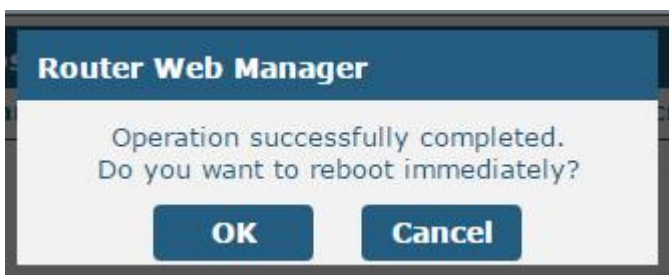 Router Web Manager
Operation successfully completed.
Do you want to reboot immediately?
OK
Cancel